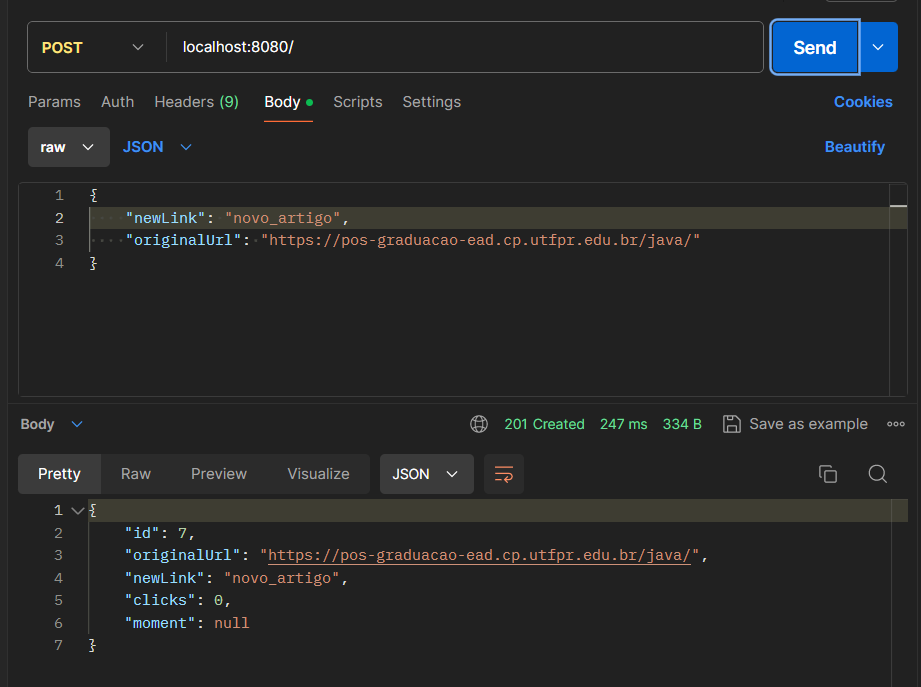 POST localhost:8080/ Send
Params Auth Headers (9) Body Scripts Settings Cookies
raw JSON Beautify
1 {
2 "newLink": "novo_artigo",
3 "originalUrl": "https://pos-graduacao-ead.cp.utfpr.edu.br/java/"
4 }
Body 201 Created 247 ms 334 B Save as example
Pretty Raw Preview Visualize JSON
1 {
2 "id": 7,
3 "originalUrl": "https://pos-graduacao-ead.cp.utfpr.edu.br/java/",
4 "newLink": "novo_artigo",
5 "clicks": 0,
6 "moment": null
7 }